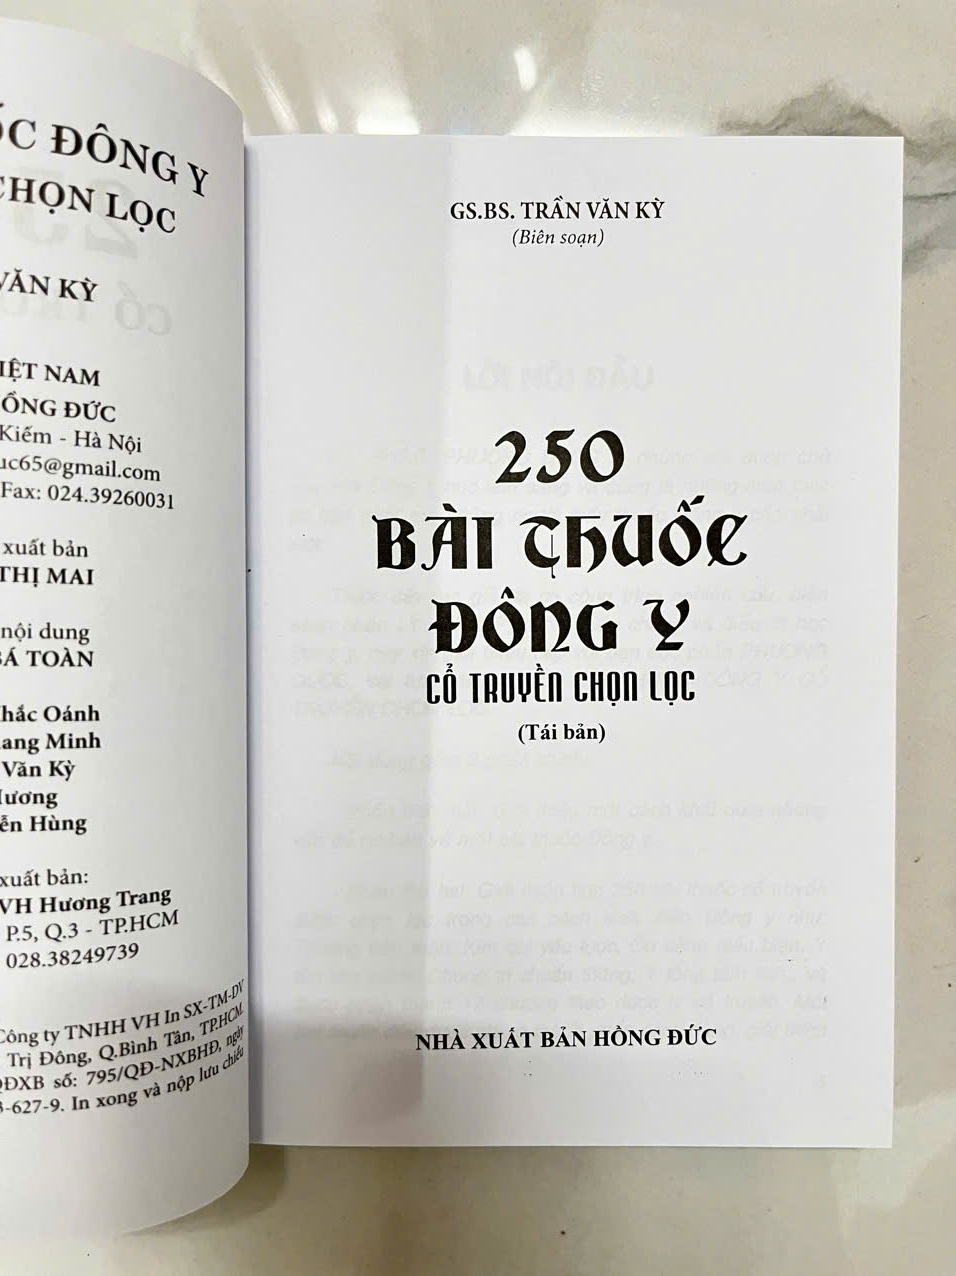 ỐC ĐÔNG Y
CHỌN LỌC
VĂN KỲ
IỆT NAM
ỒNG ĐỨC
Kiếm - Hà Nội
uc65@gmail.com
Fax: 024.39260031
xuất bản
THỊ MAI
nội dung
BÁ TOÀN
Khắc Oánh
ang Minh
Văn Kỳ
Hương
ễn Hùng
xuất bản:
VH Hương Trang
P.5, Q.3 - TP.HCM
028.38249739
Công ty TNHH VH In SX-TM-DV
Trị Đông, Q.Bình Tân, TP.HCM.
QĐXB số: 795/QĐ-NXBHĐ, ngày
3-627-9. In xong và nộp lưu chiểu
GS.BS. TRẦN VĂN KỲ
(Biên soạn)
250
BÀI THUỐC
ĐÔNG Y
CỔ TRUYỀN CHỌN LỌC
(Tái bản)
NHÀ XUẤT BẢN HỒNG ĐỨC